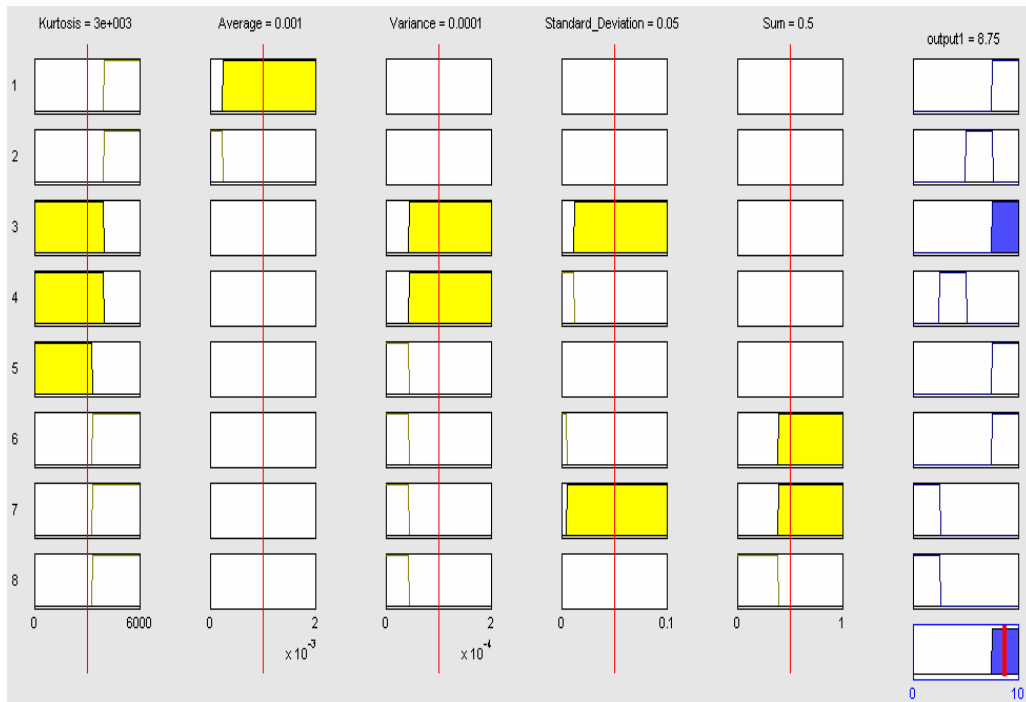 Kurtosis = 3e+003
Average = 0.001
Variance = 0.0001
Standard_Deviation = 0.05
Sum = 0.5
output1 = 8.75
1
2
3
4
5
6
7
8
0 6000
0 2
x 10^-3
0 2
x 10^-4
0 0.1
0 1
0 10